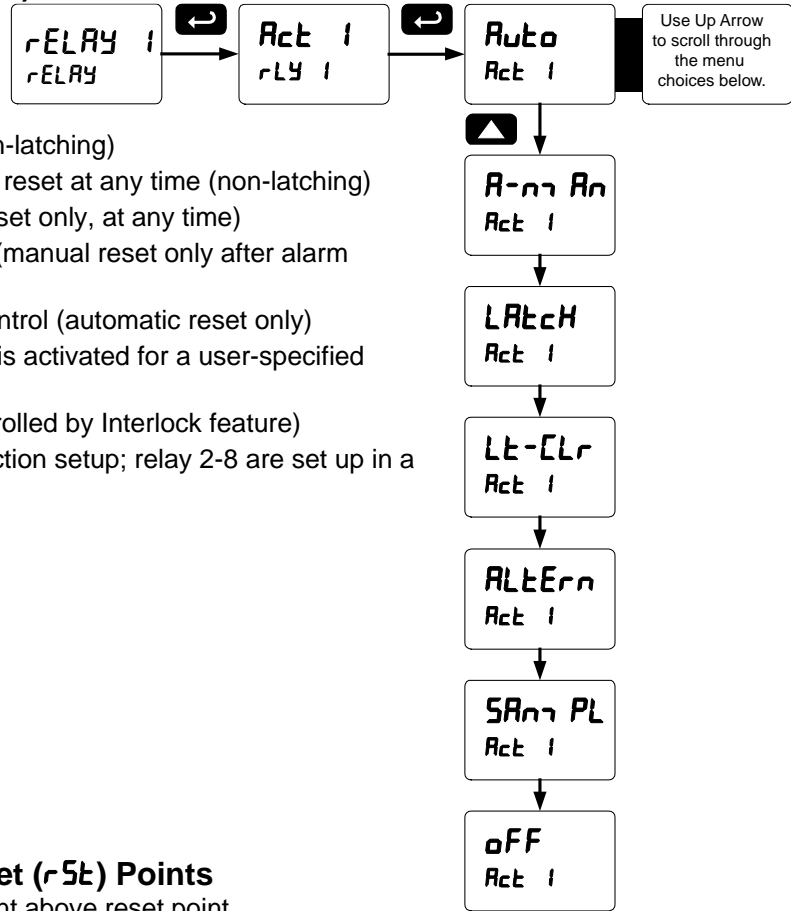 rELAY 1
rELAY
Act 1
rLY 1
Auto
Act 1
Use Up Arrow
to scroll through
the menu
choices below.
n-latching)
reset at any time (non-latching)
set only, at any time)
(manual reset only after alarm
ntrol (automatic reset only)
is activated for a user-specified
rolled by Interlock feature)
ction setup; relay 2-8 are set up in a
A-mAn
Act 1
LAtcH
Act 1
Lt-CLr
Act 1
ALtErn
Act 1
SAmPL
Act 1
oFF
Act 1
et (rSt) Points
nt above reset point